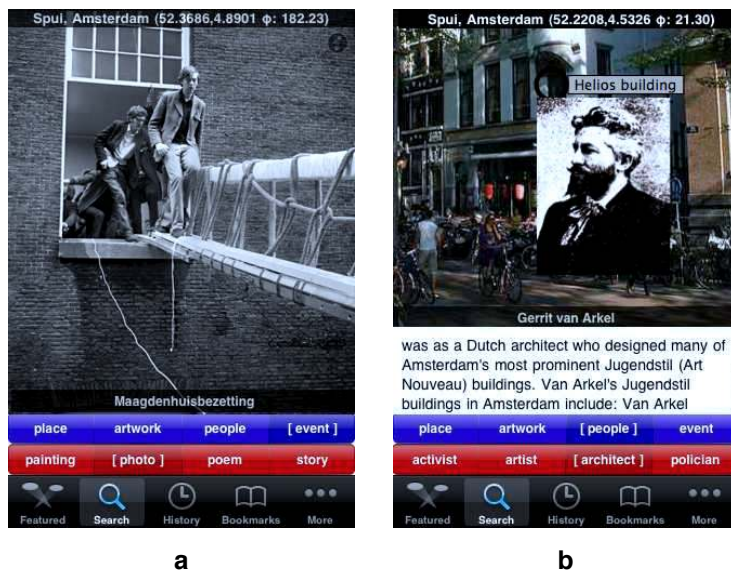 Spui, Amsterdam (52.3686,4.8901 φ: 182.23)
Maagdenhuisbezetting
place artwork people [ event ]
painting [ photo ] poem story
Featured Search History Bookmarks More
a
Spui, Amsterdam (52.2208,4.5326 φ: 21.30)
Helios building
Gerrit van Arkel
was as a Dutch architect who designed many of
Amsterdam's most prominent Jugendstil (Art
Nouveau) buildings. Van Arkel's Jugendstil
buildings in Amsterdam include: Van Arkel
place artwork [ people ] event
activist artist [ architect ] polician
Featured Search History Bookmarks More
b